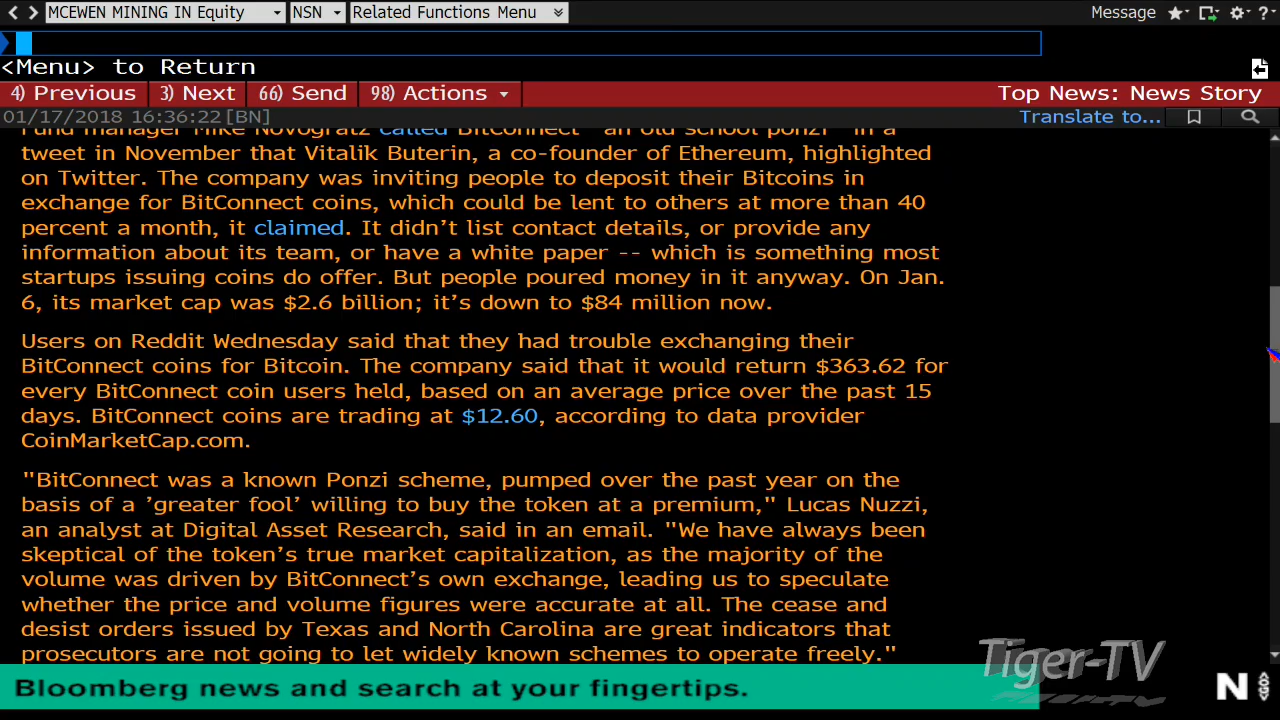 MCEWEN MINING IN Equity NSN Related Functions Menu Message ?
<Menu> to Return
4) Previous 3) Next 66) Send 98) Actions Top News: News Story
01/17/2018 16:36:22[BN] Translate to...
Fund manager Mike Novogratz called BitConnect "an old school ponzi" in a
tweet in November that Vitalik Buterin, a co-founder of Ethereum, highlighted
on Twitter. The company was inviting people to deposit their Bitcoins in
exchange for BitConnect coins, which could be lent to others at more than 40
percent a month, it claimed. It didn't list contact details, or provide any
information about its team, or have a white paper -- which is something most
startups issuing coins do offer. But people poured money in it anyway. On Jan.
6, its market cap was $2.6 billion; it's down to $84 million now.
Users on Reddit Wednesday said that they had trouble exchanging their
BitConnect coins for Bitcoin. The company said that it would return $363.62 for
every BitConnect coin users held, based on an average price over the past 15
days. BitConnect coins are trading at $12.60, according to data provider
CoinMarketCap.com.
"BitConnect was a known Ponzi scheme, pumped over the past year on the
basis of a 'greater fool' willing to buy the token at a premium," Lucas Nuzzi,
an analyst at Digital Asset Research, said in an email. "We have always been
skeptical of the token's true market capitalization, as the majority of the
volume was driven by BitConnect's own exchange, leading us to speculate
whether the price and volume figures were accurate at all. The cease and
desist orders issued by Texas and North Carolina are great indicators that
prosecutors are not going to let widely known schemes to operate freely."
Tiger-TV
Bloomberg news and search at your fingertips.
N